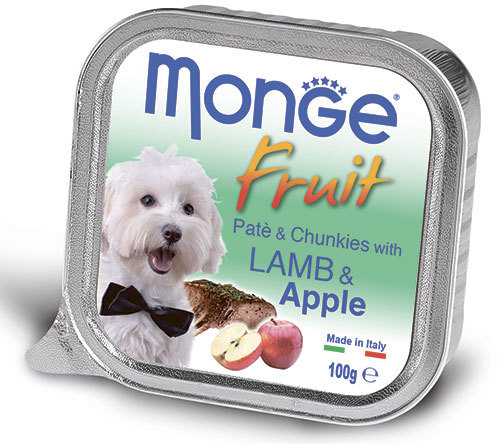 MONGE®
Fruit
Patè & Chunkies with
LAMB &
Apple
Made in Italy
100g ℮